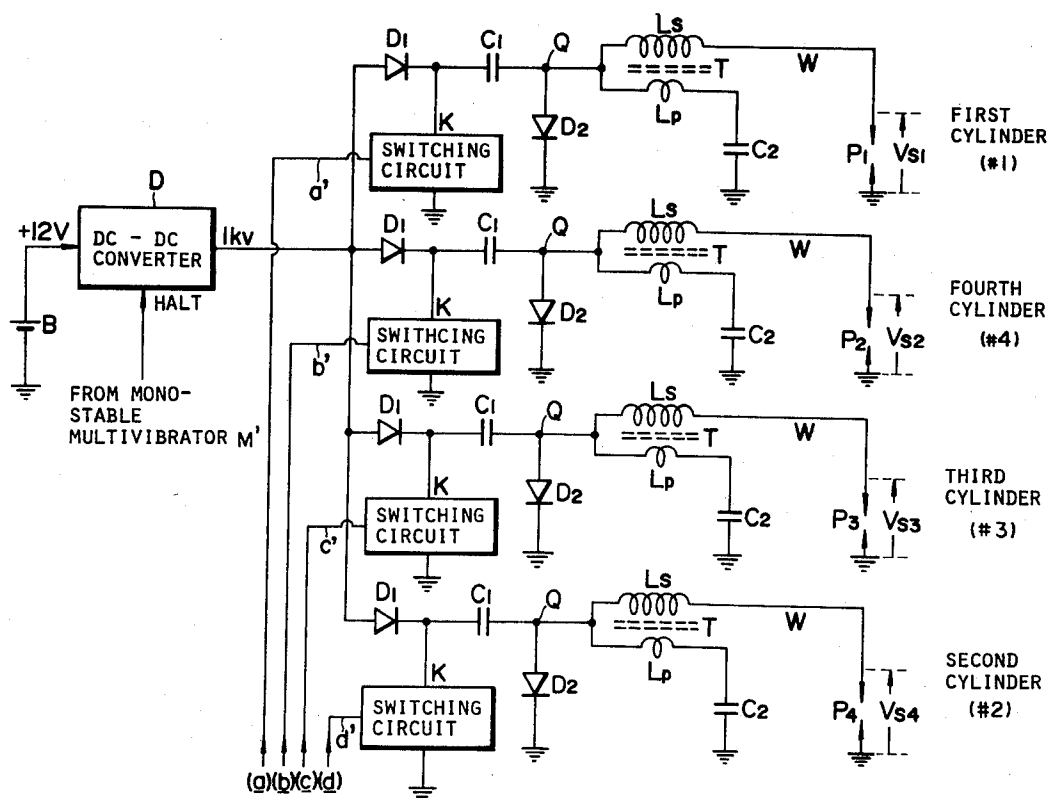 D1
C1
Q
Ls
T
W
Lp
K
D2
C2
SWITCHING
CIRCUIT
a'
P1
VS1
FIRST
CYLINDER
(#1)
D
+12V
DC - DC
CONVERTER
1kv
HALT
B
FROM MONO-
STABLE
MULTIVIBRATOR M'
D1
C1
Q
Ls
T
W
Lp
K
D2
C2
SWITHCING
CIRCUIT
b'
P2
VS2
FOURTH
CYLINDER
(#4)
D1
C1
Q
Ls
T
W
Lp
K
D2
C2
SWITCHING
CIRCUIT
c'
P3
VS3
THIRD
CYLINDER
(#3)
D1
C1
Q
Ls
T
W
Lp
K
D2
C2
SWITCHING
CIRCUIT
d'
P4
VS4
SECOND
CYLINDER
(#2)
(a)(b)(c)(d)